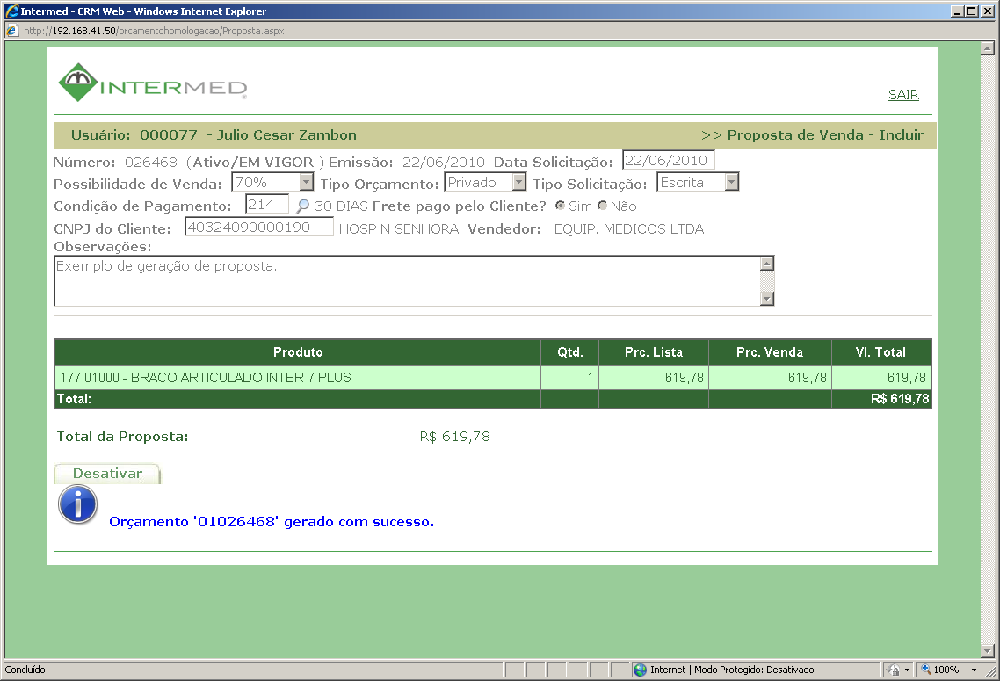 Intermed - CRM Web - Windows Internet Explorer
http://192.168.41.50/orcamentohomologacao/Proposta.aspx
INTERMED®
SAIR
Usuário: 000077 - Julio Cesar Zambon >> Proposta de Venda - Incluir
Número: 026468 (Ativo/EM VIGOR ) Emissão: 22/06/2010 Data Solicitação: 22/06/2010
Possibilidade de Venda: 70% Tipo Orçamento: Privado Tipo Solicitação: Escrita
Condição de Pagamento: 214 30 DIAS Frete pago pelo Cliente? Sim Não
CNPJ do Cliente: 40324090000190 HOSP N SENHORA Vendedor: EQUIP. MEDICOS LTDA
Observações:
Exemplo de geração de proposta.
Produto Qtd. Prc. Lista Prc. Venda Vl. Total
177.01000 - BRACO ARTICULADO INTER 7 PLUS 1 619,78 619,78 619,78
Total: R$ 619,78
Total da Proposta: R$ 619,78
Desativar
Orçamento '01026468' gerado com sucesso.
Concluído Internet | Modo Protegido: Desativado 100%